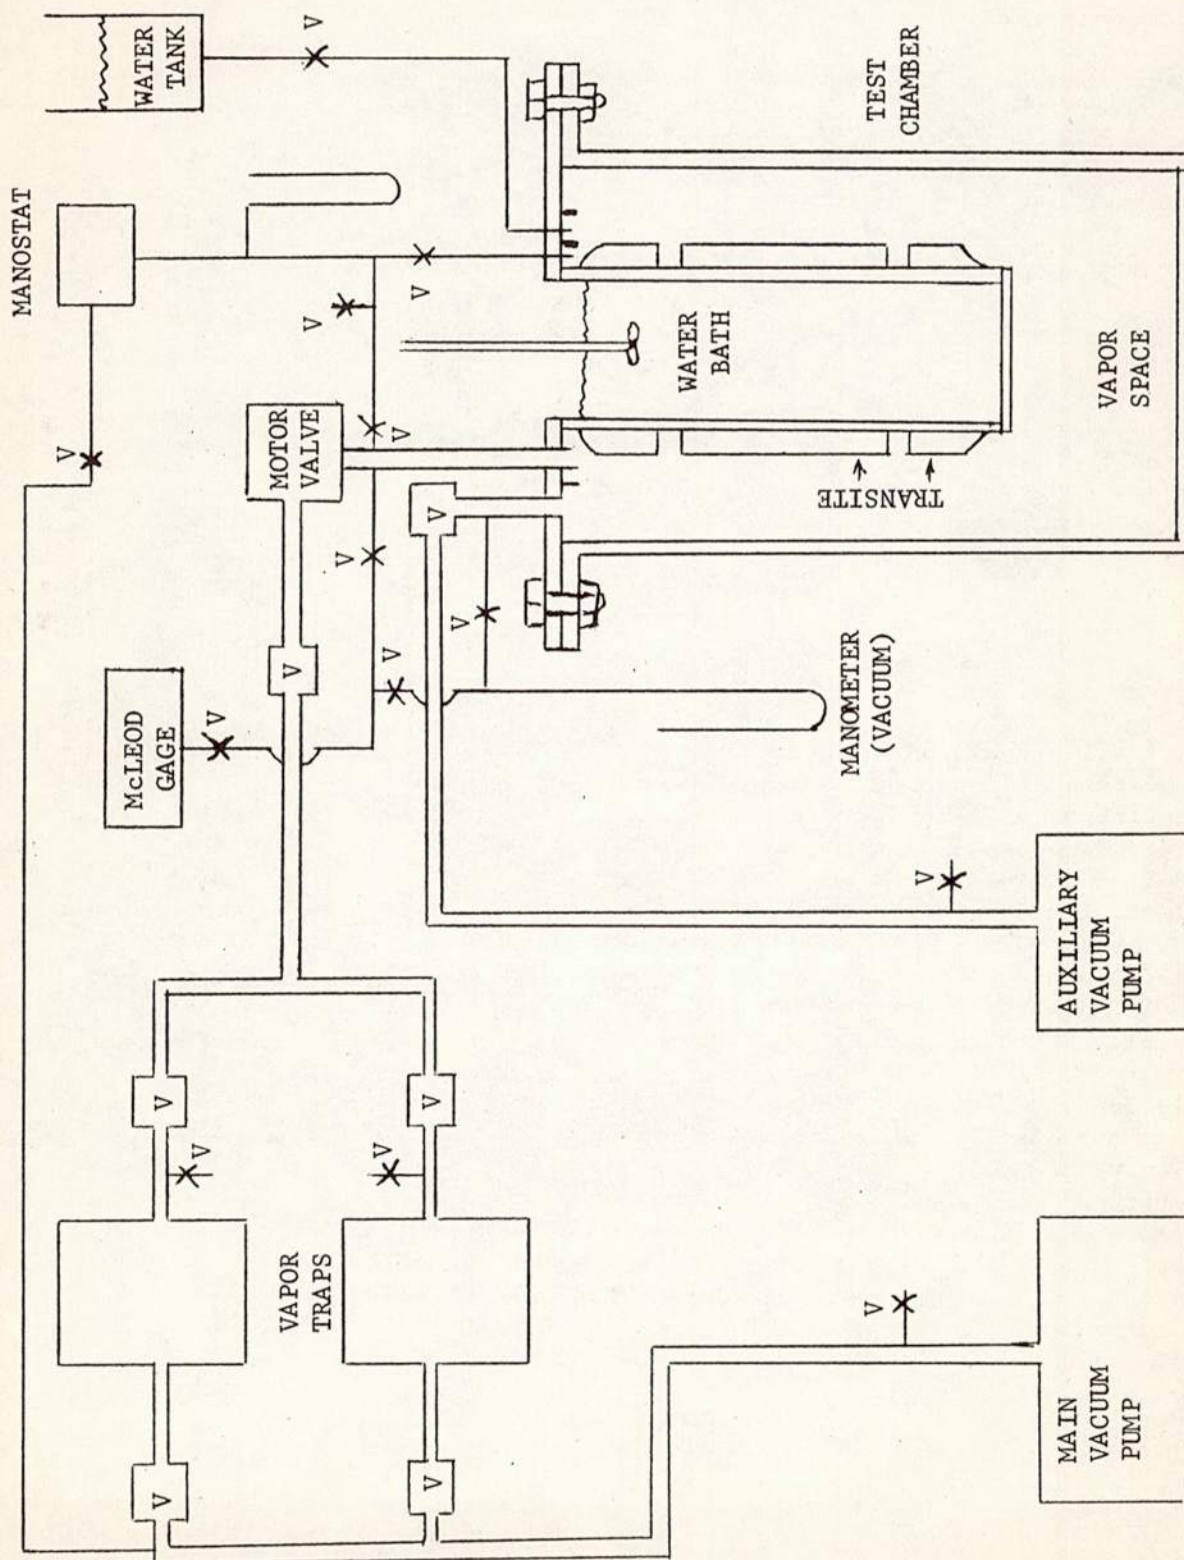 MANOSTAT
V
WATER
TANK
McLEOD
GAGE
V
V
V
V
V
MOTOR
VALVE
V
VAPOR
TRAPS
V
V
V
V
V
V
V
V
V
V
V
WATER
BATH
TEST
CHAMBER
MANOMETER
(VACUUM)
TRANSITE
V
V
VAPOR
SPACE
MAIN
VACUUM
PUMP
AUXILIARY
VACUUM
PUMP